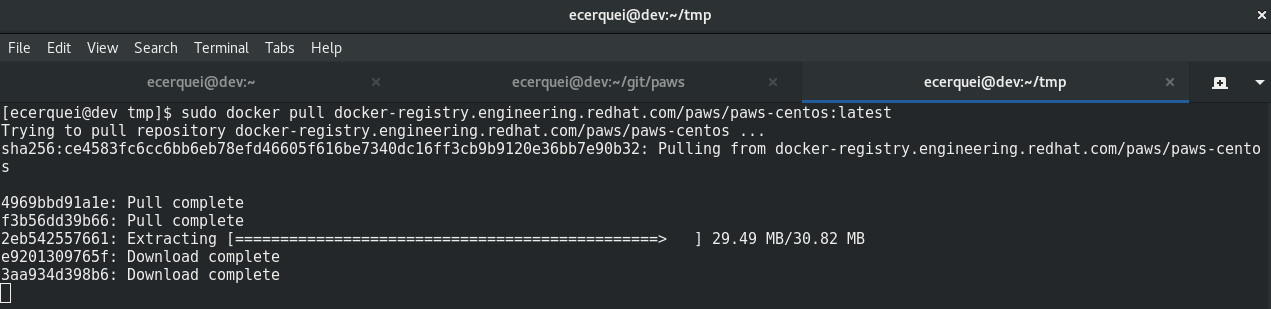 ecerquei@dev:~/tmp ×
File Edit View Search Terminal Tabs Help
ecerquei@dev:~ × ecerquei@dev:~/git/paws × ecerquei@dev:~/tmp ×
[ecerquei@dev tmp]$ sudo docker pull docker-registry.engineering.redhat.com/paws/paws-centos:latest
Trying to pull repository docker-registry.engineering.redhat.com/paws/paws-centos ...
sha256:ce4583fc6cc6bb6eb78efd46605f616be7340dc16ff3cb9b9120e36bb7e90b32: Pulling from docker-registry.engineering.redhat.com/paws/paws-cento
s
4969bbd91a1e: Pull complete
f3b56dd39b66: Pull complete
2eb542557661: Extracting [===============================================>   ] 29.49 MB/30.82 MB
e9201309765f: Download complete
3aa934d398b6: Download complete